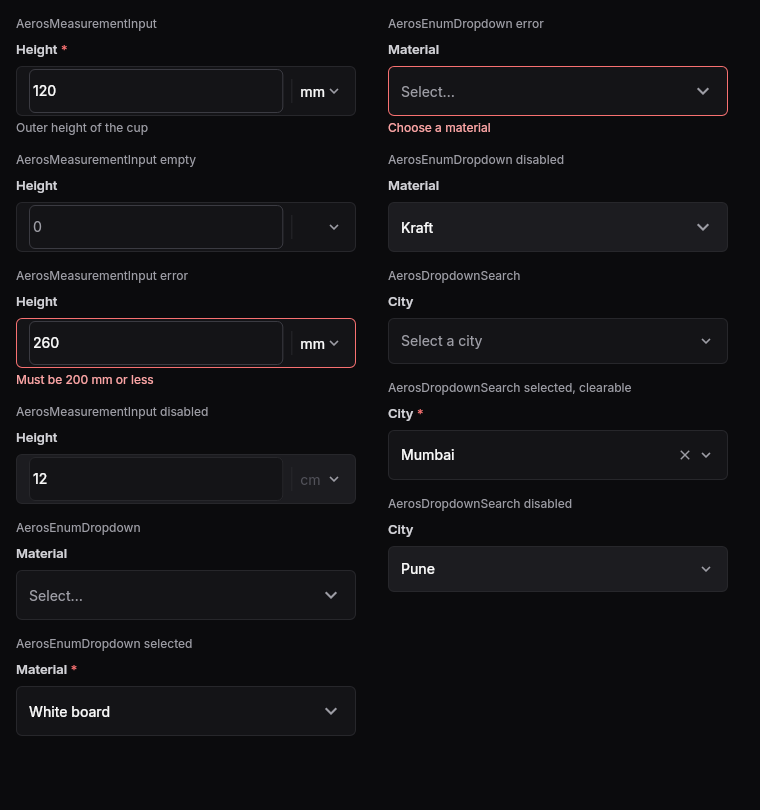 AerosMeasurementInput
Height *
120
mm
Outer height of the cup
AerosMeasurementInput empty
Height
0
AerosMeasurementInput error
Height
260
mm
Must be 200 mm or less
AerosMeasurementInput disabled
Height
12
cm
AerosEnumDropdown
Material
Select...
AerosEnumDropdown selected
Material *
White board
AerosEnumDropdown error
Material
Select...
Choose a material
AerosEnumDropdown disabled
Material
Kraft
AerosDropdownSearch
City
Select a city
AerosDropdownSearch selected, clearable
City *
Mumbai
AerosDropdownSearch disabled
City
Pune